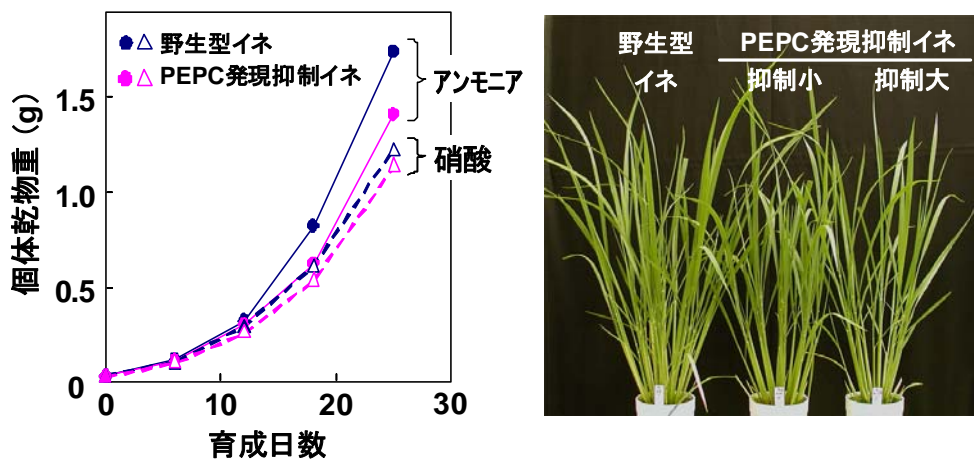 ●△ 野生型イネ
●△ PEPC発現抑制イネ
アンモニア
硝酸
個体乾物重(g)
1.5
1.0
0.5
0
0 10 20 30
育成日数
野生型
イネ
PEPC発現抑制イネ
抑制小 抑制大